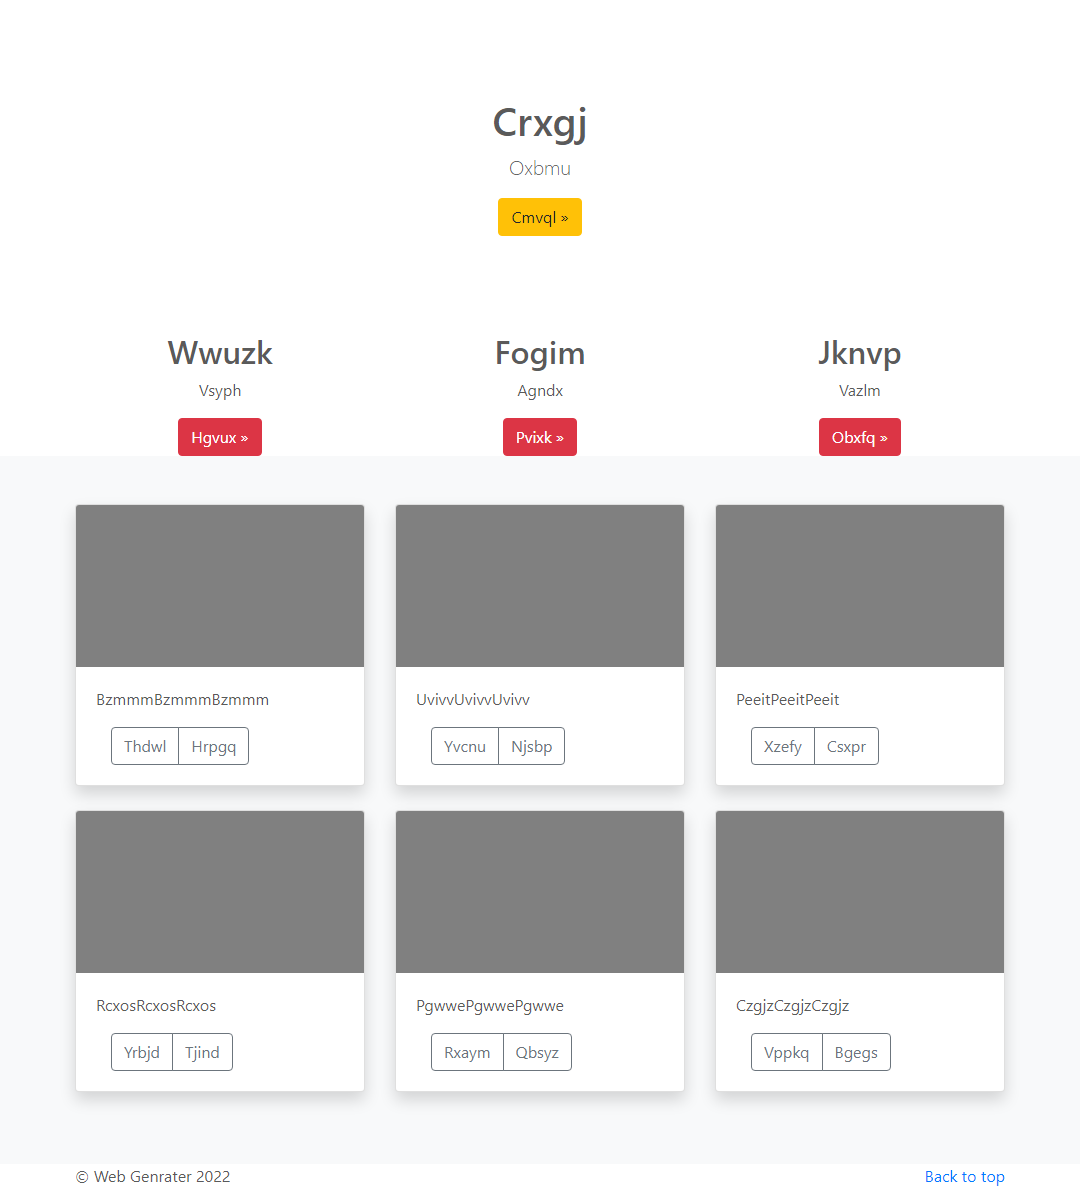 Crxgj
Oxbmu
Cmvql »
Wwuzk
Vsyph
Hgvux »
Fogim
Agndx
Pvixk »
Jknvp
Vazlm
Obxfq »
BzmmmBzmmmBzmmm
Thdwl Hrpgq
UvivvUvivvUvivv
Yvcnu Njsbp
PeeitPeeitPeeit
Xzefy Csxpr
RcxosRcxosRcxos
Yrbjd Tjind
PgwwePgwwePgwwe
Rxaym Qbsyz
CzgjzCzgjzCzgjz
Vppkq Bgegs
© Web Genrater 2022
Back to top